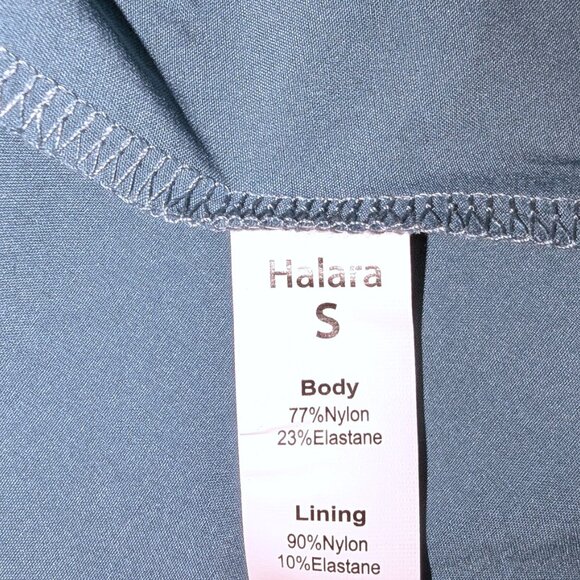 Halara
S
Body
77%Nylon
23%Elastane
Lining
90%Nylon
10%Elastane